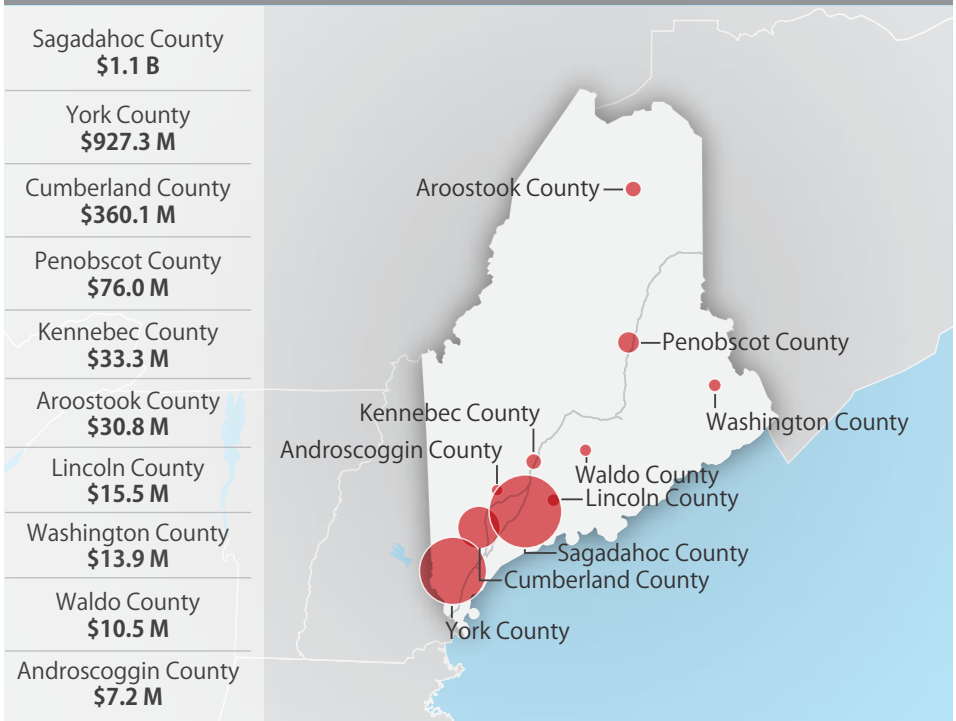 Sagadahoc County
$1.1 B
York County
$927.3 M
Cumberland County
$360.1 M
Penobscot County
$76.0 M
Kennebec County
$33.3 M
Aroostook County
$30.8 M
Lincoln County
$15.5 M
Washington County
$13.9 M
Waldo County
$10.5 M
Androscoggin County
$7.2 M
Aroostook County
Penobscot County
Washington County
Kennebec County
Androscoggin County
Waldo County
Lincoln County
Sagadahoc County
Cumberland County
York County